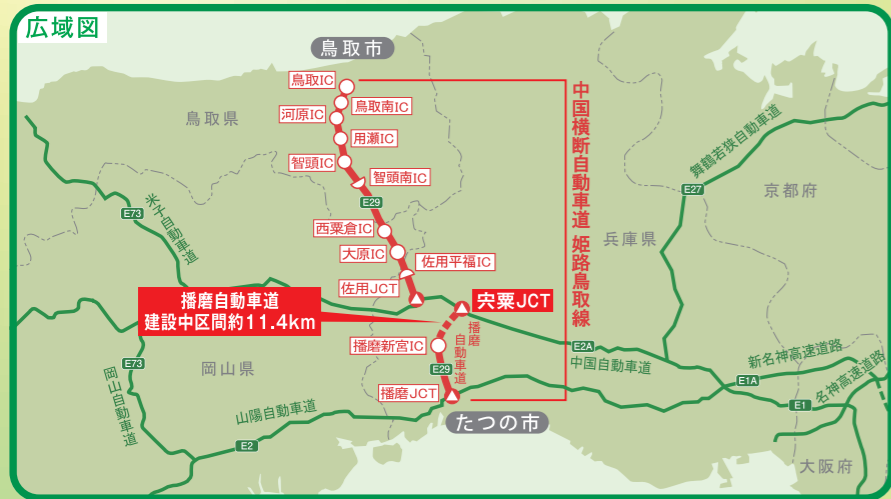 広域図
鳥取市
鳥取IC
鳥取南IC
河原IC
鳥取県
用瀬IC
智頭IC
智頭南IC
E29
中国横断自動車道 姫路鳥取線
舞鶴若狭自動車道
E27
京都府
兵庫県
米子自動車道
E73
西粟倉IC
大原IC
佐用平福IC
佐用JCT
宍粟JCT
播磨自動車道
建設中区間約11.4km
播磨自動車道
播磨新宮IC
E29
播磨JCT
たつの市
E2A
中国自動車道
新名神高速道路
E1A
名神高速道路
E1
大阪府
E73
岡山自動車道
岡山県
山陽自動車道
E2